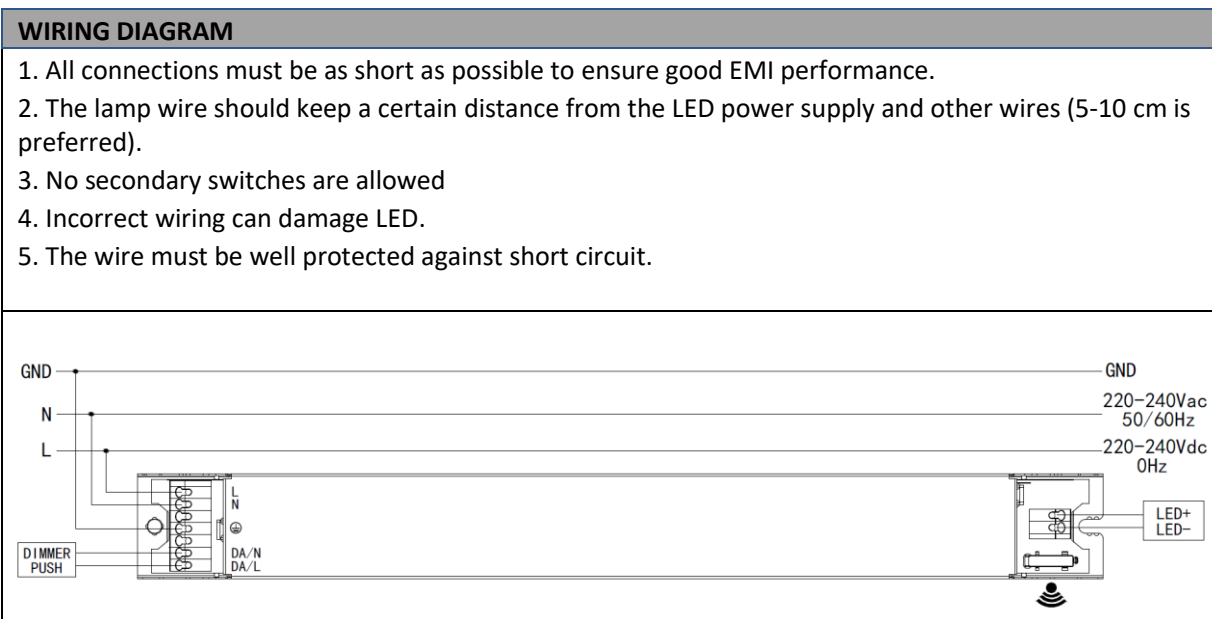 WIRING DIAGRAM
1. All connections must be as short as possible to ensure good EMI performance.
2. The lamp wire should keep a certain distance from the LED power supply and other wires (5-10 cm is
preferred).
3. No secondary switches are allowed
4. Incorrect wiring can damage LED.
5. The wire must be well protected against short circuit.
GND
GND
N
220-240Vac
50/60Hz
L
220-240Vdc
0Hz
L
N
DIMMER
PUSH
DA/N
DA/L
LED+
LED-